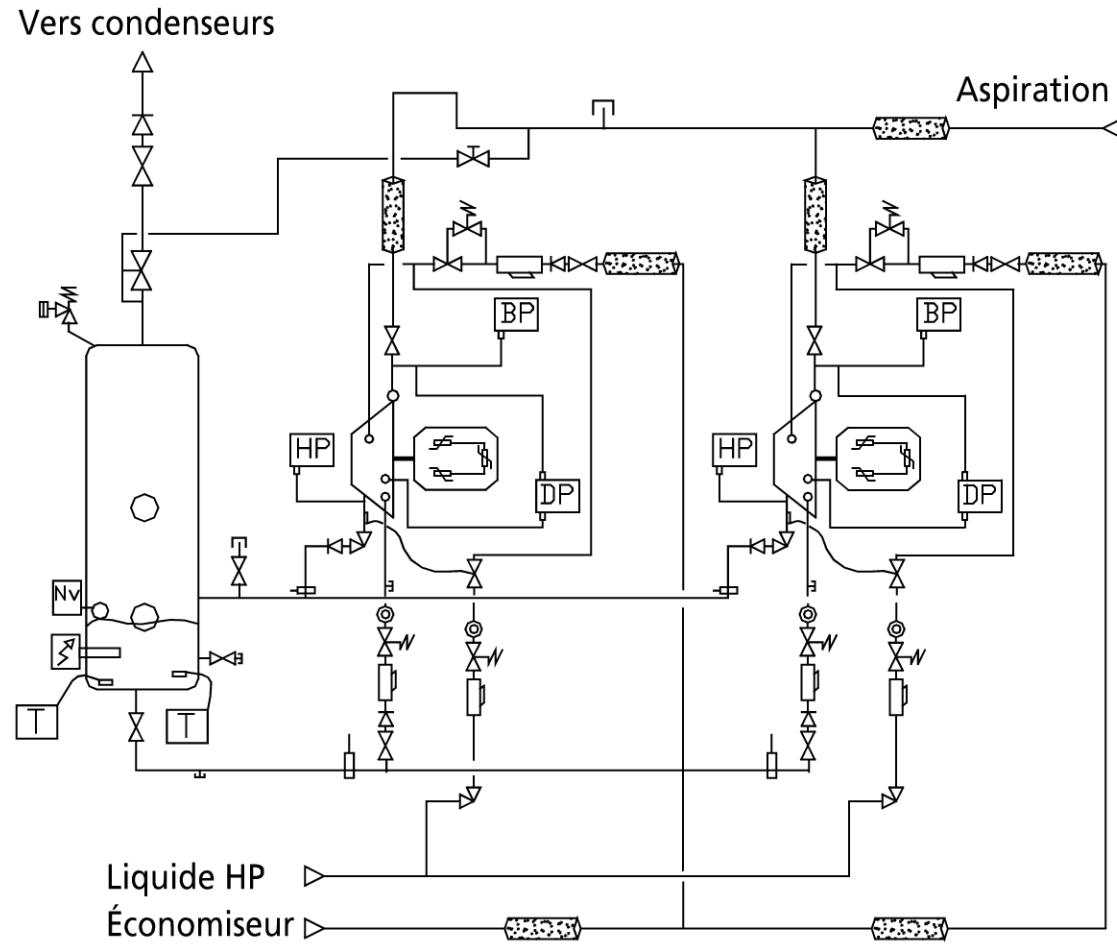 Vers condenseurs
Aspiration
BP
BP
HP
HP
DP
DP
Nv
T
T
Liquide HP
Économiseur